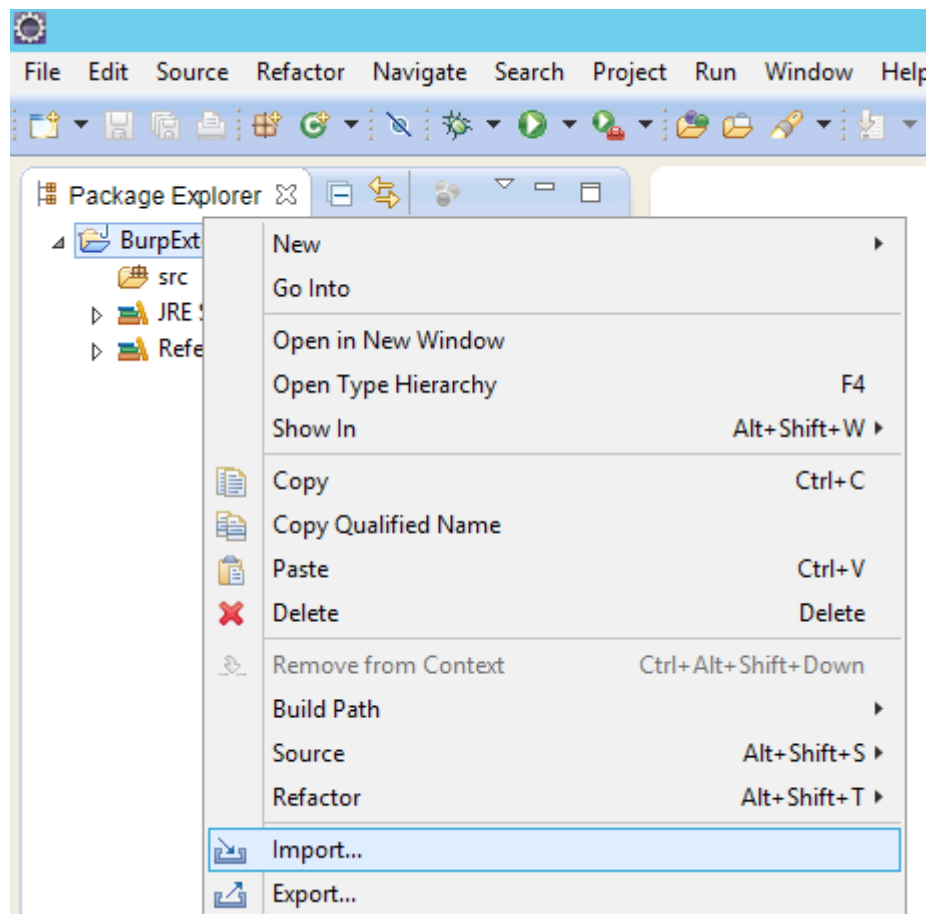 File Edit Source Refactor Navigate Search Project Run Window Help
Package Explorer
BurpExt
src
JRE
Refe
New
Go Into
Open in New Window
Open Type Hierarchy F4
Show In Alt+Shift+W
Copy Ctrl+C
Copy Qualified Name
Paste Ctrl+V
Delete Delete
Remove from Context Ctrl+Alt+Shift+Down
Build Path
Source Alt+Shift+S
Refactor Alt+Shift+T
Import...
Export...